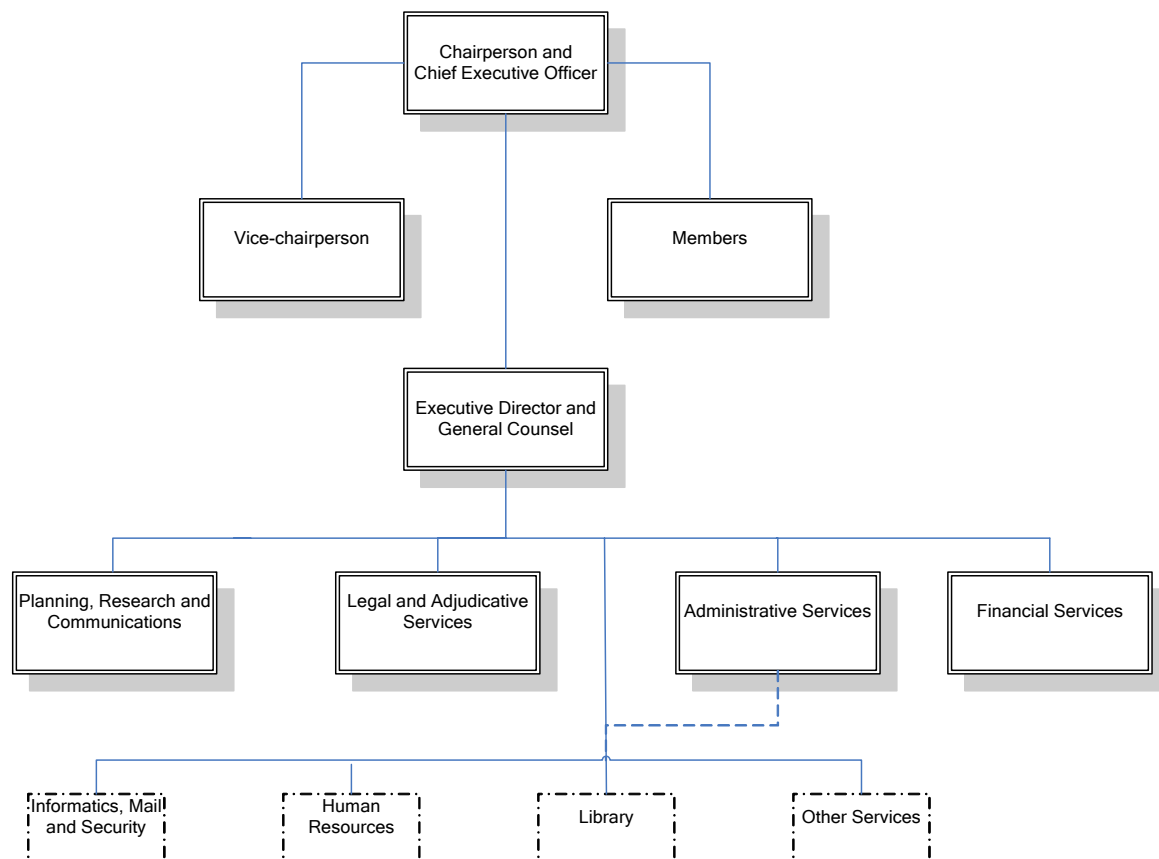 Chairperson and
Chief Executive Officer
Vice-chairperson
Members
Executive Director and
General Counsel
Planning, Research and
Communications
Legal and Adjudicative
Services
Administrative Services
Financial Services
Informatics, Mail
and Security
Human
Resources
Library
Other Services